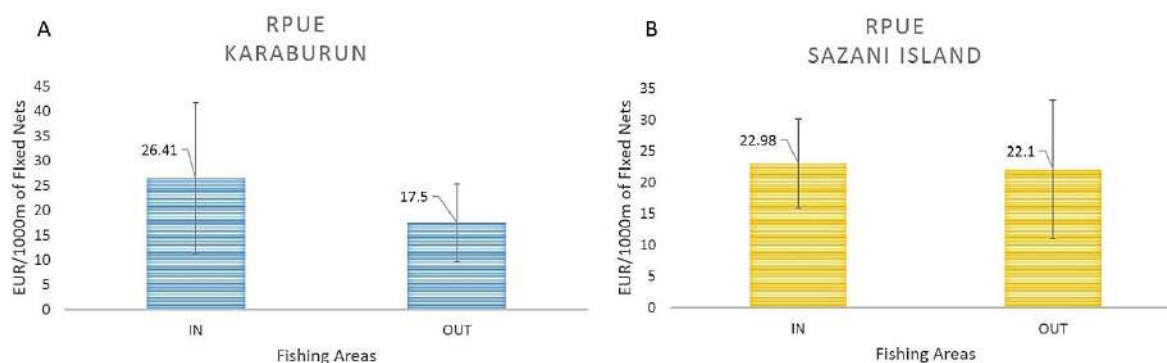 A
RPUE
KARABURUN
EUR/1000m of FIxed Nets
45
40
35
30
25
20
15
10
5
0
26.41
17.5
IN
OUT
Fishing Areas
B
RPUE
SAZANI ISLAND
EUR/1000m of FIxed Nets
35
30
25
20
15
10
5
0
22.98
22.1
IN
OUT
Fishing Areas